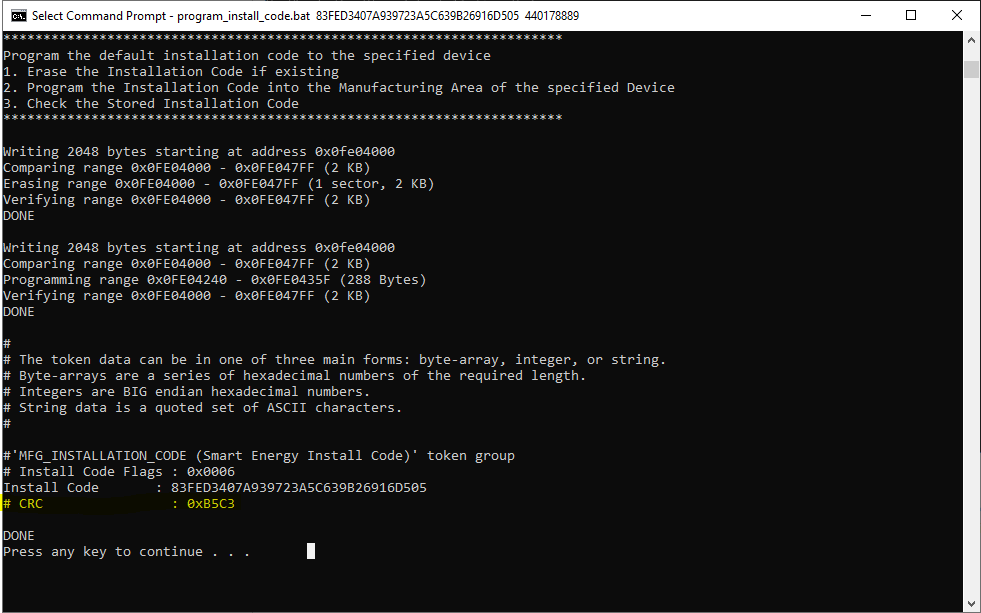 Select Command Prompt - program_install_code.bat 83FED3407A939723A5C639B26916D505 440178889
**********************************************************************
Program the default installation code to the specified device
1. Erase the Installation Code if existing
2. Program the Installation Code into the Manufacturing Area of the specified Device
3. Check the Stored Installation Code
**********************************************************************
Writing 2048 bytes starting at address 0x0fe04000
Comparing range 0x0FE04000 - 0x0FE047FF (2 KB)
Erasing range 0x0FE04000 - 0x0FE047FF (1 sector, 2 KB)
Verifying range 0x0FE04000 - 0x0FE047FF (2 KB)
DONE
Writing 2048 bytes starting at address 0x0fe04000
Comparing range 0x0FE04000 - 0x0FE047FF (2 KB)
Programming range 0x0FE04240 - 0x0FE0435F (288 Bytes)
Verifying range 0x0FE04000 - 0x0FE047FF (2 KB)
DONE
#
# The token data can be in one of three main forms: byte-array, integer, or string.
# Byte-arrays are a series of hexadecimal numbers of the required length.
# Integers are BIG endian hexadecimal numbers.
# String data is a quoted set of ASCII characters.
#
#'MFG_INSTALLATION_CODE (Smart Energy Install Code)' token group
# Install Code Flags : 0x0006
Install Code       : 83FED3407A939723A5C639B26916D505
# CRC                : 0xB5C3
DONE
Press any key to continue . . .